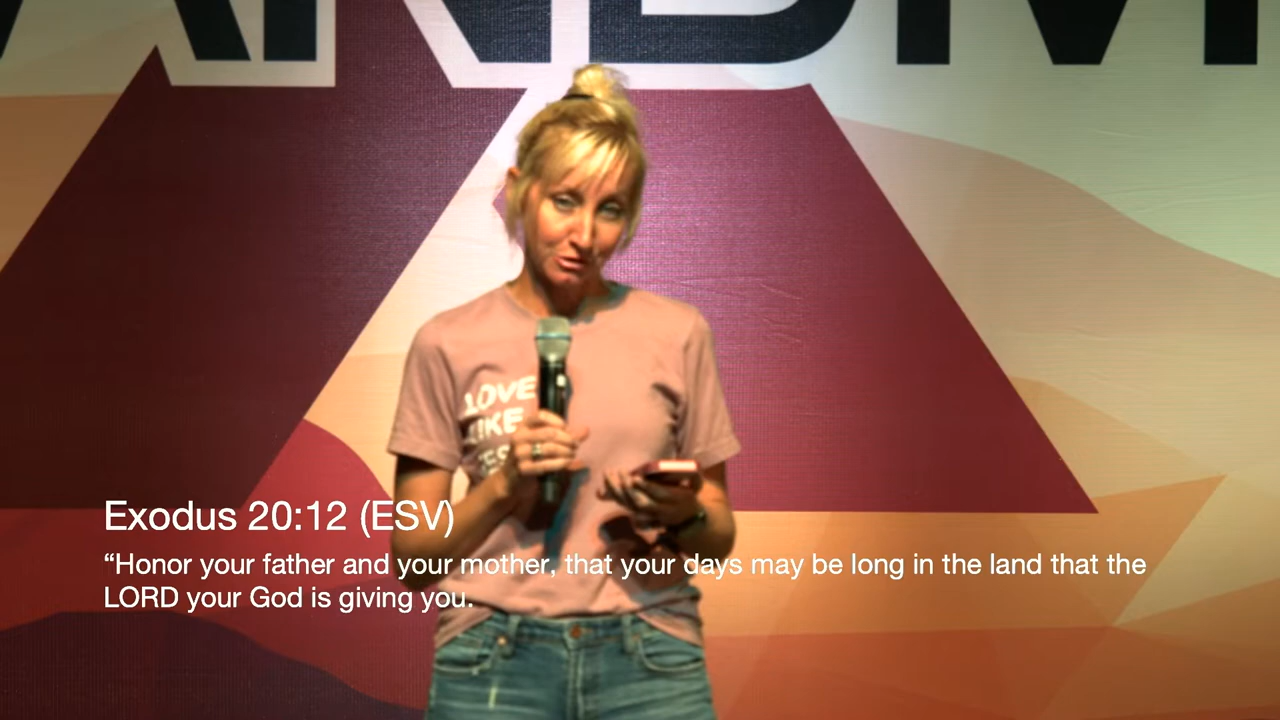 LOVE
LIKE
Exodus 20:12 (ESV)
“Honor your father and your mother, that your days may be long in the land that the
LORD your God is giving you.